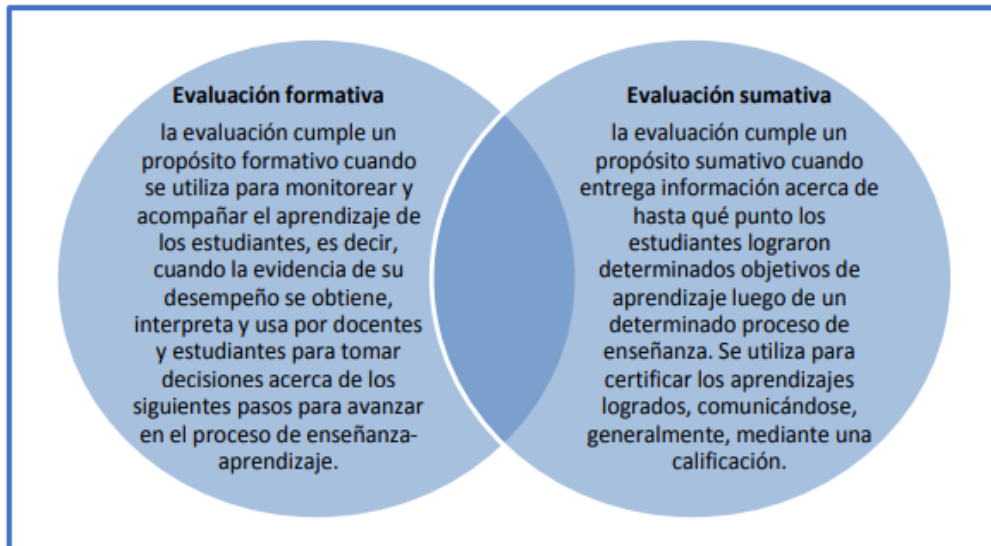 Evaluación formativa
la evaluación cumple un
propósito formativo cuando
se utiliza para monitorear y
acompañar el aprendizaje de
los estudiantes, es decir,
cuando la evidencia de su
desempeño se obtiene,
interpreta y usa por docentes
y estudiantes para tomar
decisiones acerca de los
siguientes pasos para avanzar
en el proceso de enseñanza-
aprendizaje.
Evaluación sumativa
la evaluación cumple un
propósito sumativo cuando
entrega información acerca de
hasta qué punto los
estudiantes lograron
determinados objetivos de
aprendizaje luego de un
determinado proceso de
enseñanza. Se utiliza para
certificar los aprendizajes
logrados, comunicándose,
generalmente, mediante una
calificación.